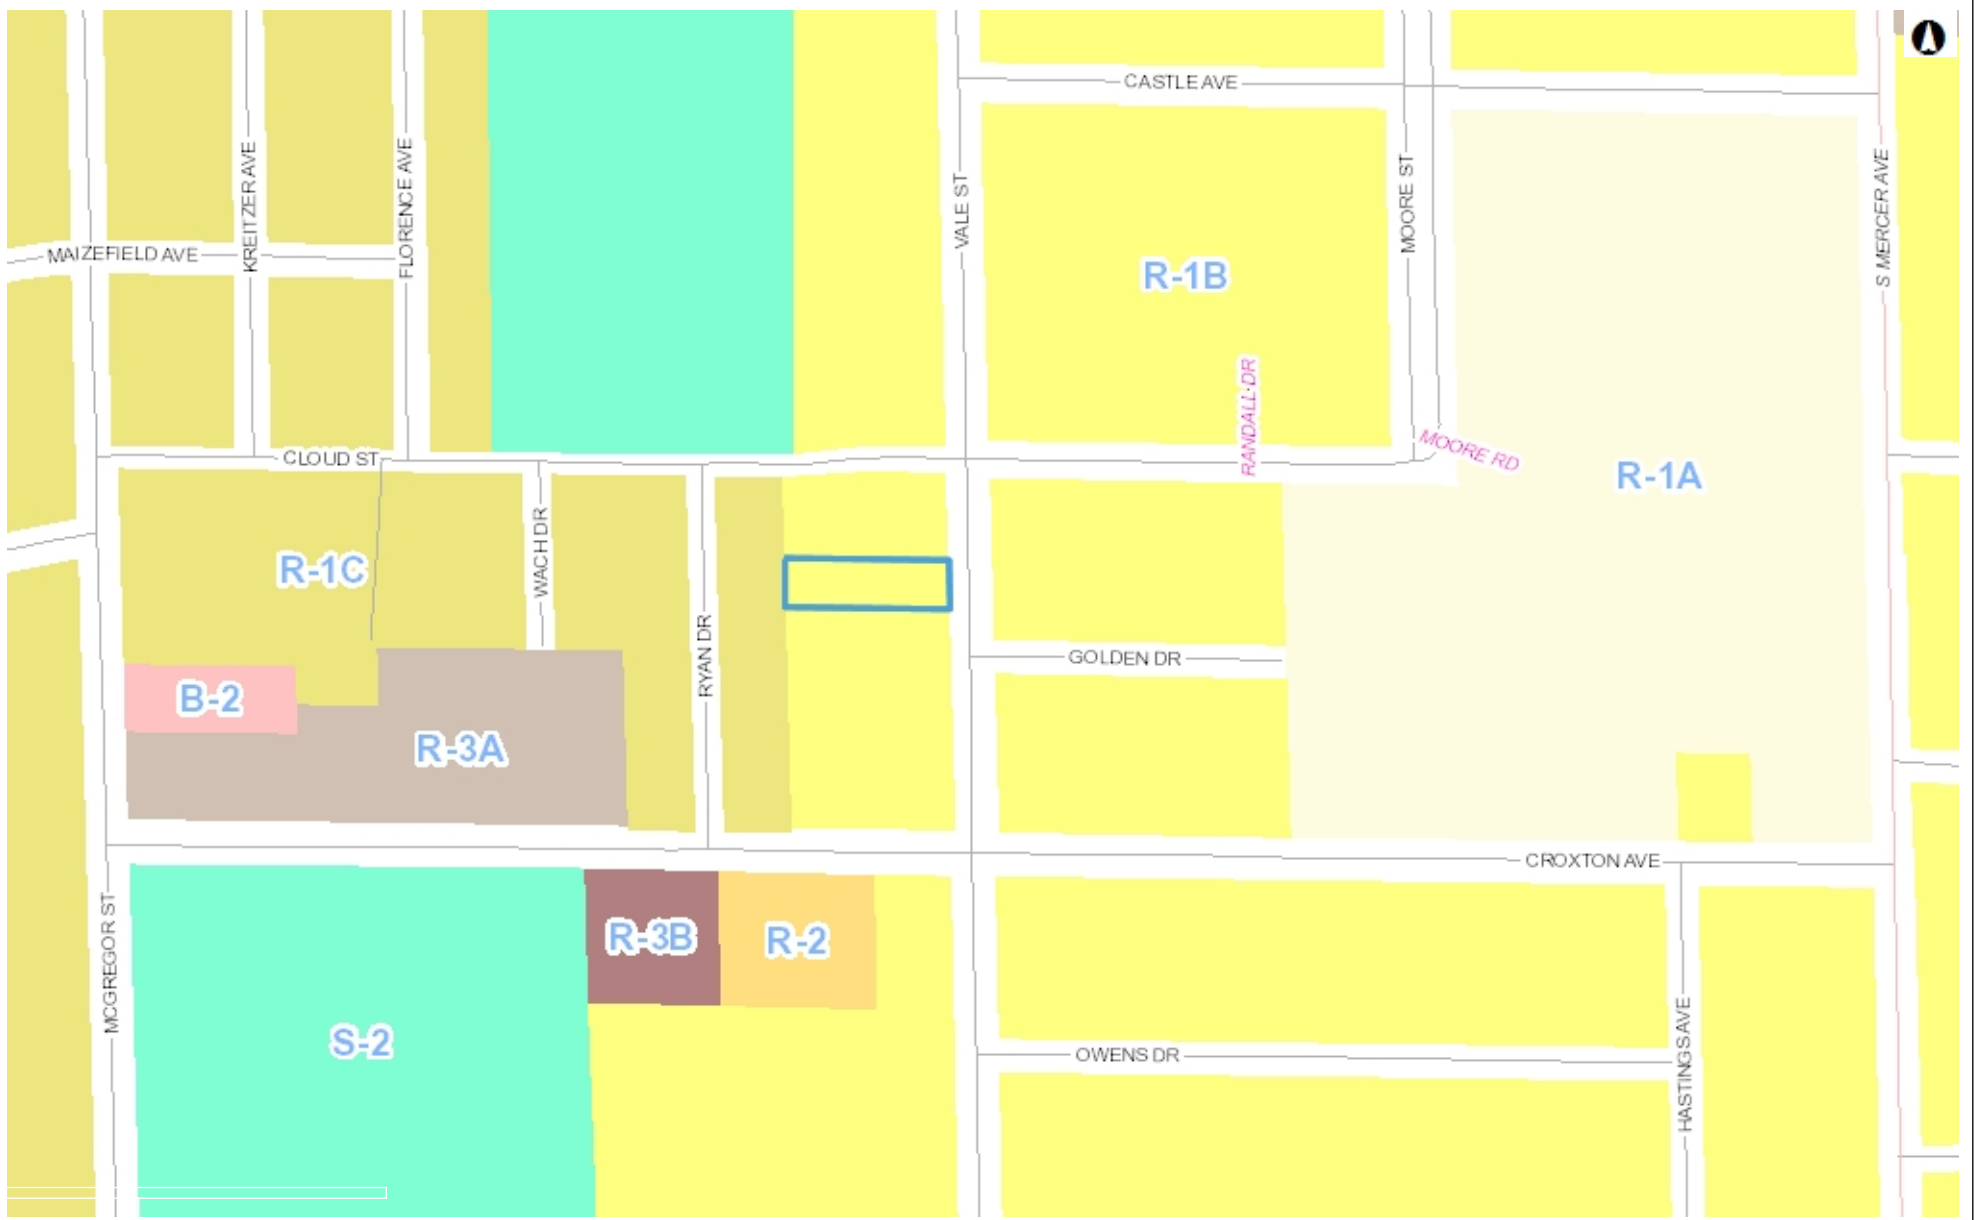 CASTLE AVE
KREITZER AVE
FLORENCE AVE
VALE ST
MOORE ST
S MERCER AVE
MAIZEFIELD AVE
R-1B
RANDALL DR
MOORE RD
CLOUD ST
R-1A
R-1C
WACH DR
RYAN DR
GOLDEN DR
B-2
R-3A
CROXTON AVE
MCGREGOR ST
R-3B
R-2
S-2
OWENS DR
HASTINGS AVE